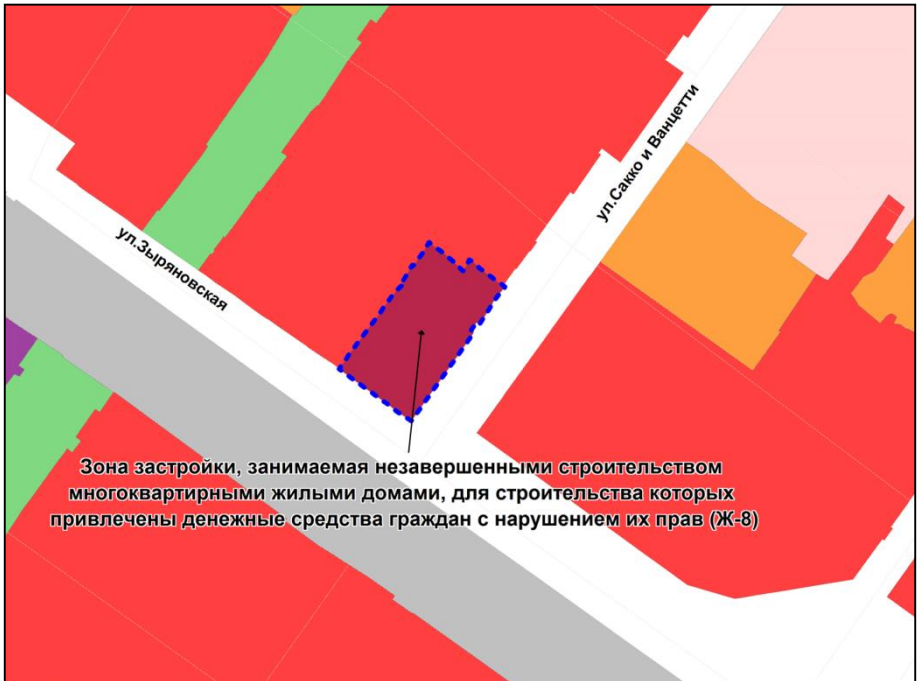 ул.Сакко и Ванцетти
ул.Зыряновская
Зона застройки, занимаемая незавершенными строительством
многоквартирными жилыми домами, для строительства которых
привлечены денежные средства граждан с нарушением их прав (Ж-8)